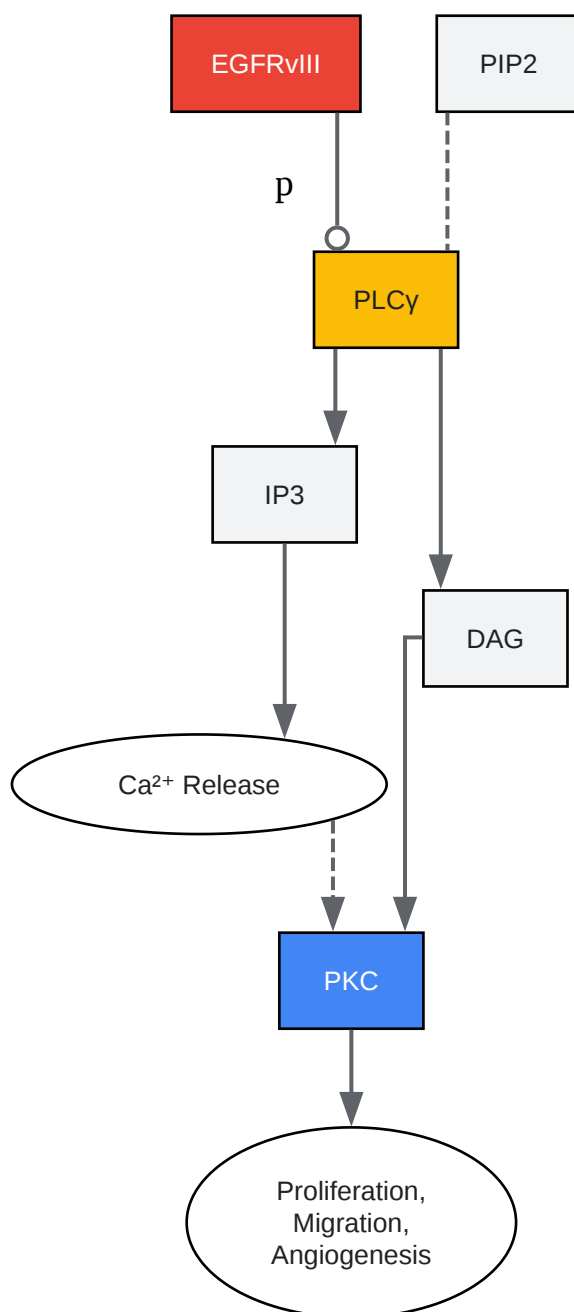 EGFRvIII
PIP2
p
PLCγ
IP3
DAG
Ca²⁺ Release
PKC
Proliferation,
Migration,
Angiogenesis